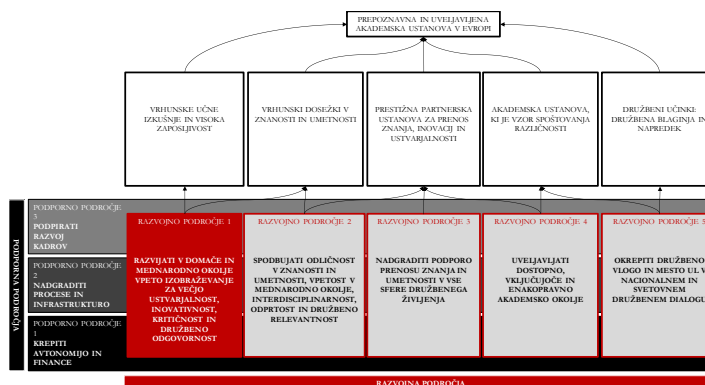 PREPOZNAVNA IN UVELJAVLJENA
AKADEMSKA USTANOVA V EVROPI
VRHUNSKE UČNE
IZKUŠNJE IN VISOKA
ZAPOSLJIVOST
VRHUNSKI DOSEŽKI V
ZNANOSTI IN UMETNOSTI
PRESTIŽNA PARTNERSKA
USTANOVA ZA PRENOS
ZNANJA, INOVACIJ IN
USTVARJALNOSTI
AKADEMSKA USTANOVA,
KI JE VZOR SPOŠTOVANJA
RAZLIČNOSTI
DRUŽBENI UČINKI:
DRUŽBENA BLAGINJA IN
NAPREDEK
PODPORNA PODROČJA
PODPORNO PODROČJE
3
PODPIRATI
RAZVOJ
KADROV
PODPORNO PODROČJE
2
NADGRADITI
PROCESE IN
INFRASTRUKTURO
PODPORNO PODROČJE
1
KREPITI
AVTONOMIJO IN
FINANCE
RAZVOJNO PODROČJE 1
RAZVIJATI V DOMAČE IN
MEDNARODNO OKOLJE
VPETO IZOBRAŽEVANJE
ZA VEČJO
USTVARJALNOST,
INOVATIVNOST,
KRITIČNOST IN
DRUŽBENO
ODGOVORNOST
RAZVOJNO PODROČJE 2
SPODBUJATI ODLIČNOST
V ZNANOSTI IN
UMETNOSTI, VPETOST V
MEDNARODNO OKOLJE,
INTERDISCIPLINARNOST,
ODPRTOST IN DRUŽBENO
RELEVANTNOST
RAZVOJNO PODROČJE 3
NADGRADITI PODPORO
PRENOSU ZNANJA IN
UMETNOSTI V VSE
SFERE DRUŽBENEGA
ŽIVLJENJA
RAZVOJNO PODROČJE 4
UVELJAVLJATI
DOSTOPNO,
VKLJUČUJOČE IN
ENAKOPRAVNO
AKADEMSKO OKOLJE
RAZVOJNO PODROČJE 5
OKREPITI DRUŽBENO
VLOGO IN MESTO UL V
NACIONALNEM IN
SVETOVNEM
DRUŽBENEM DIALOGU
RAZVOJNA PODROČJA